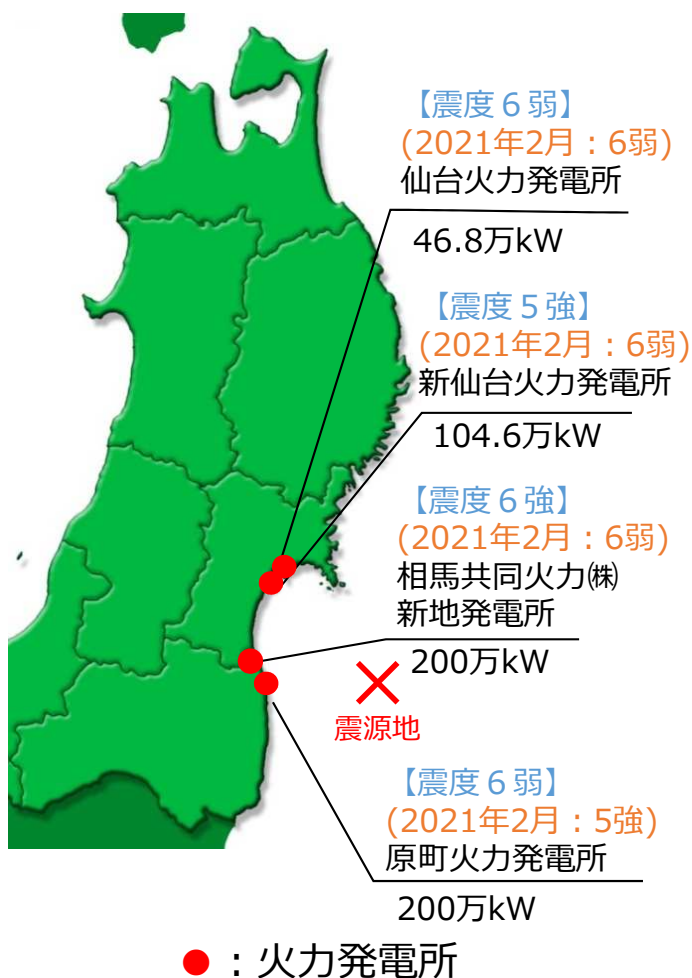 【震度６弱】
(2021年2月：6弱)
仙台火力発電所
46.8万kW
【震度５強】
(2021年2月：6弱)
新仙台火力発電所
104.6万kW
【震度６強】
(2021年2月：6弱)
相馬共同火力㈱
新地発電所
200万kW
震源地
【震度６弱】
(2021年2月：5強)
原町火力発電所
200万kW
●：火力発電所